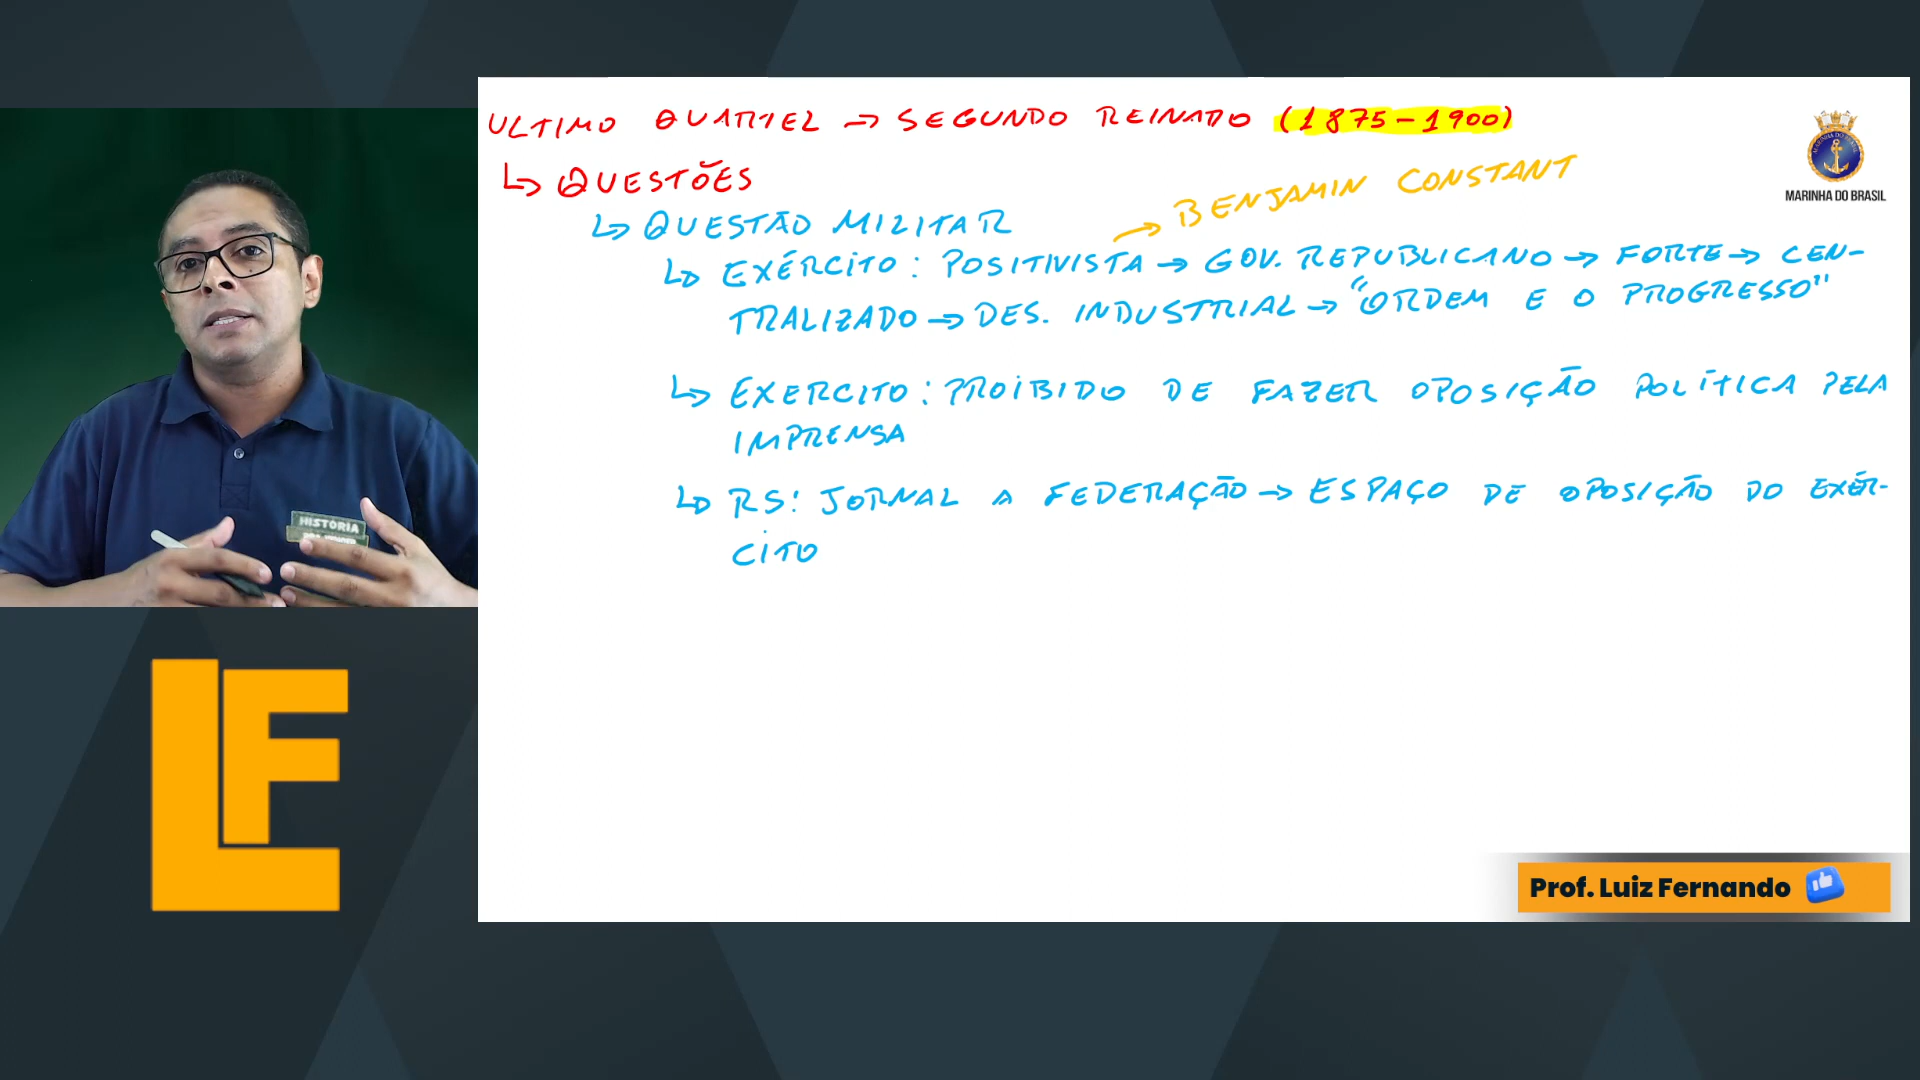 ULTIMO QUARTEL → SEGUNDO REINADO (1875-1900)
↳ QUESTÕES
BENJAMIN CONSTANT
↳ QUESTÃO MILITAR
↳ EXÉRCITO: POSITIVISTA → GOV. REPUBLICANO → FORTE → CEN-
TRALIZADO → DES. INDUSTRIAL → "ORDEM E O PROGRESSO"
↳ EXERCITO: PROIBIDO DE FAZER OPOSIÇÃO POLÍTICA PELA
IMPRENSA
↳ RS: JORNAL A FEDERAÇÃO → ESPAÇO DE OPOSIÇÃO DO EXÉR-
CITO
MARINHA DO BRASIL
HISTÓRIA
LF
Prof. Luiz Fernando